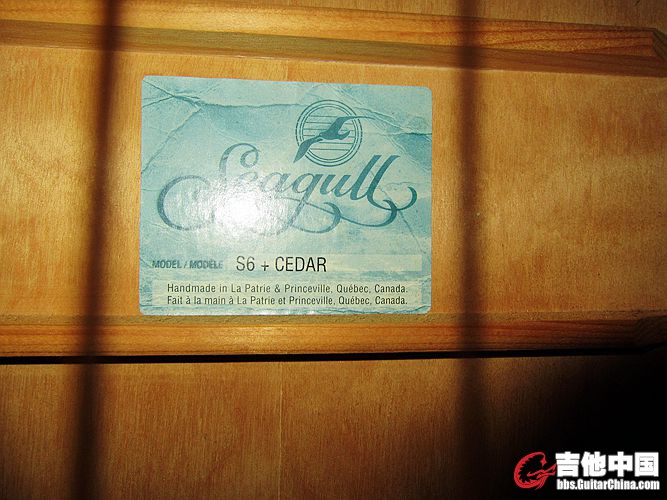 Seagull
MODEL / MODÈLE S6 + CEDAR
Handmade in La Patrie & Princeville, Québec, Canada.
Fait à la main à La Patrie et Princeville, Québec, Canada.
吉他中国
bbs.GuitarChina.com